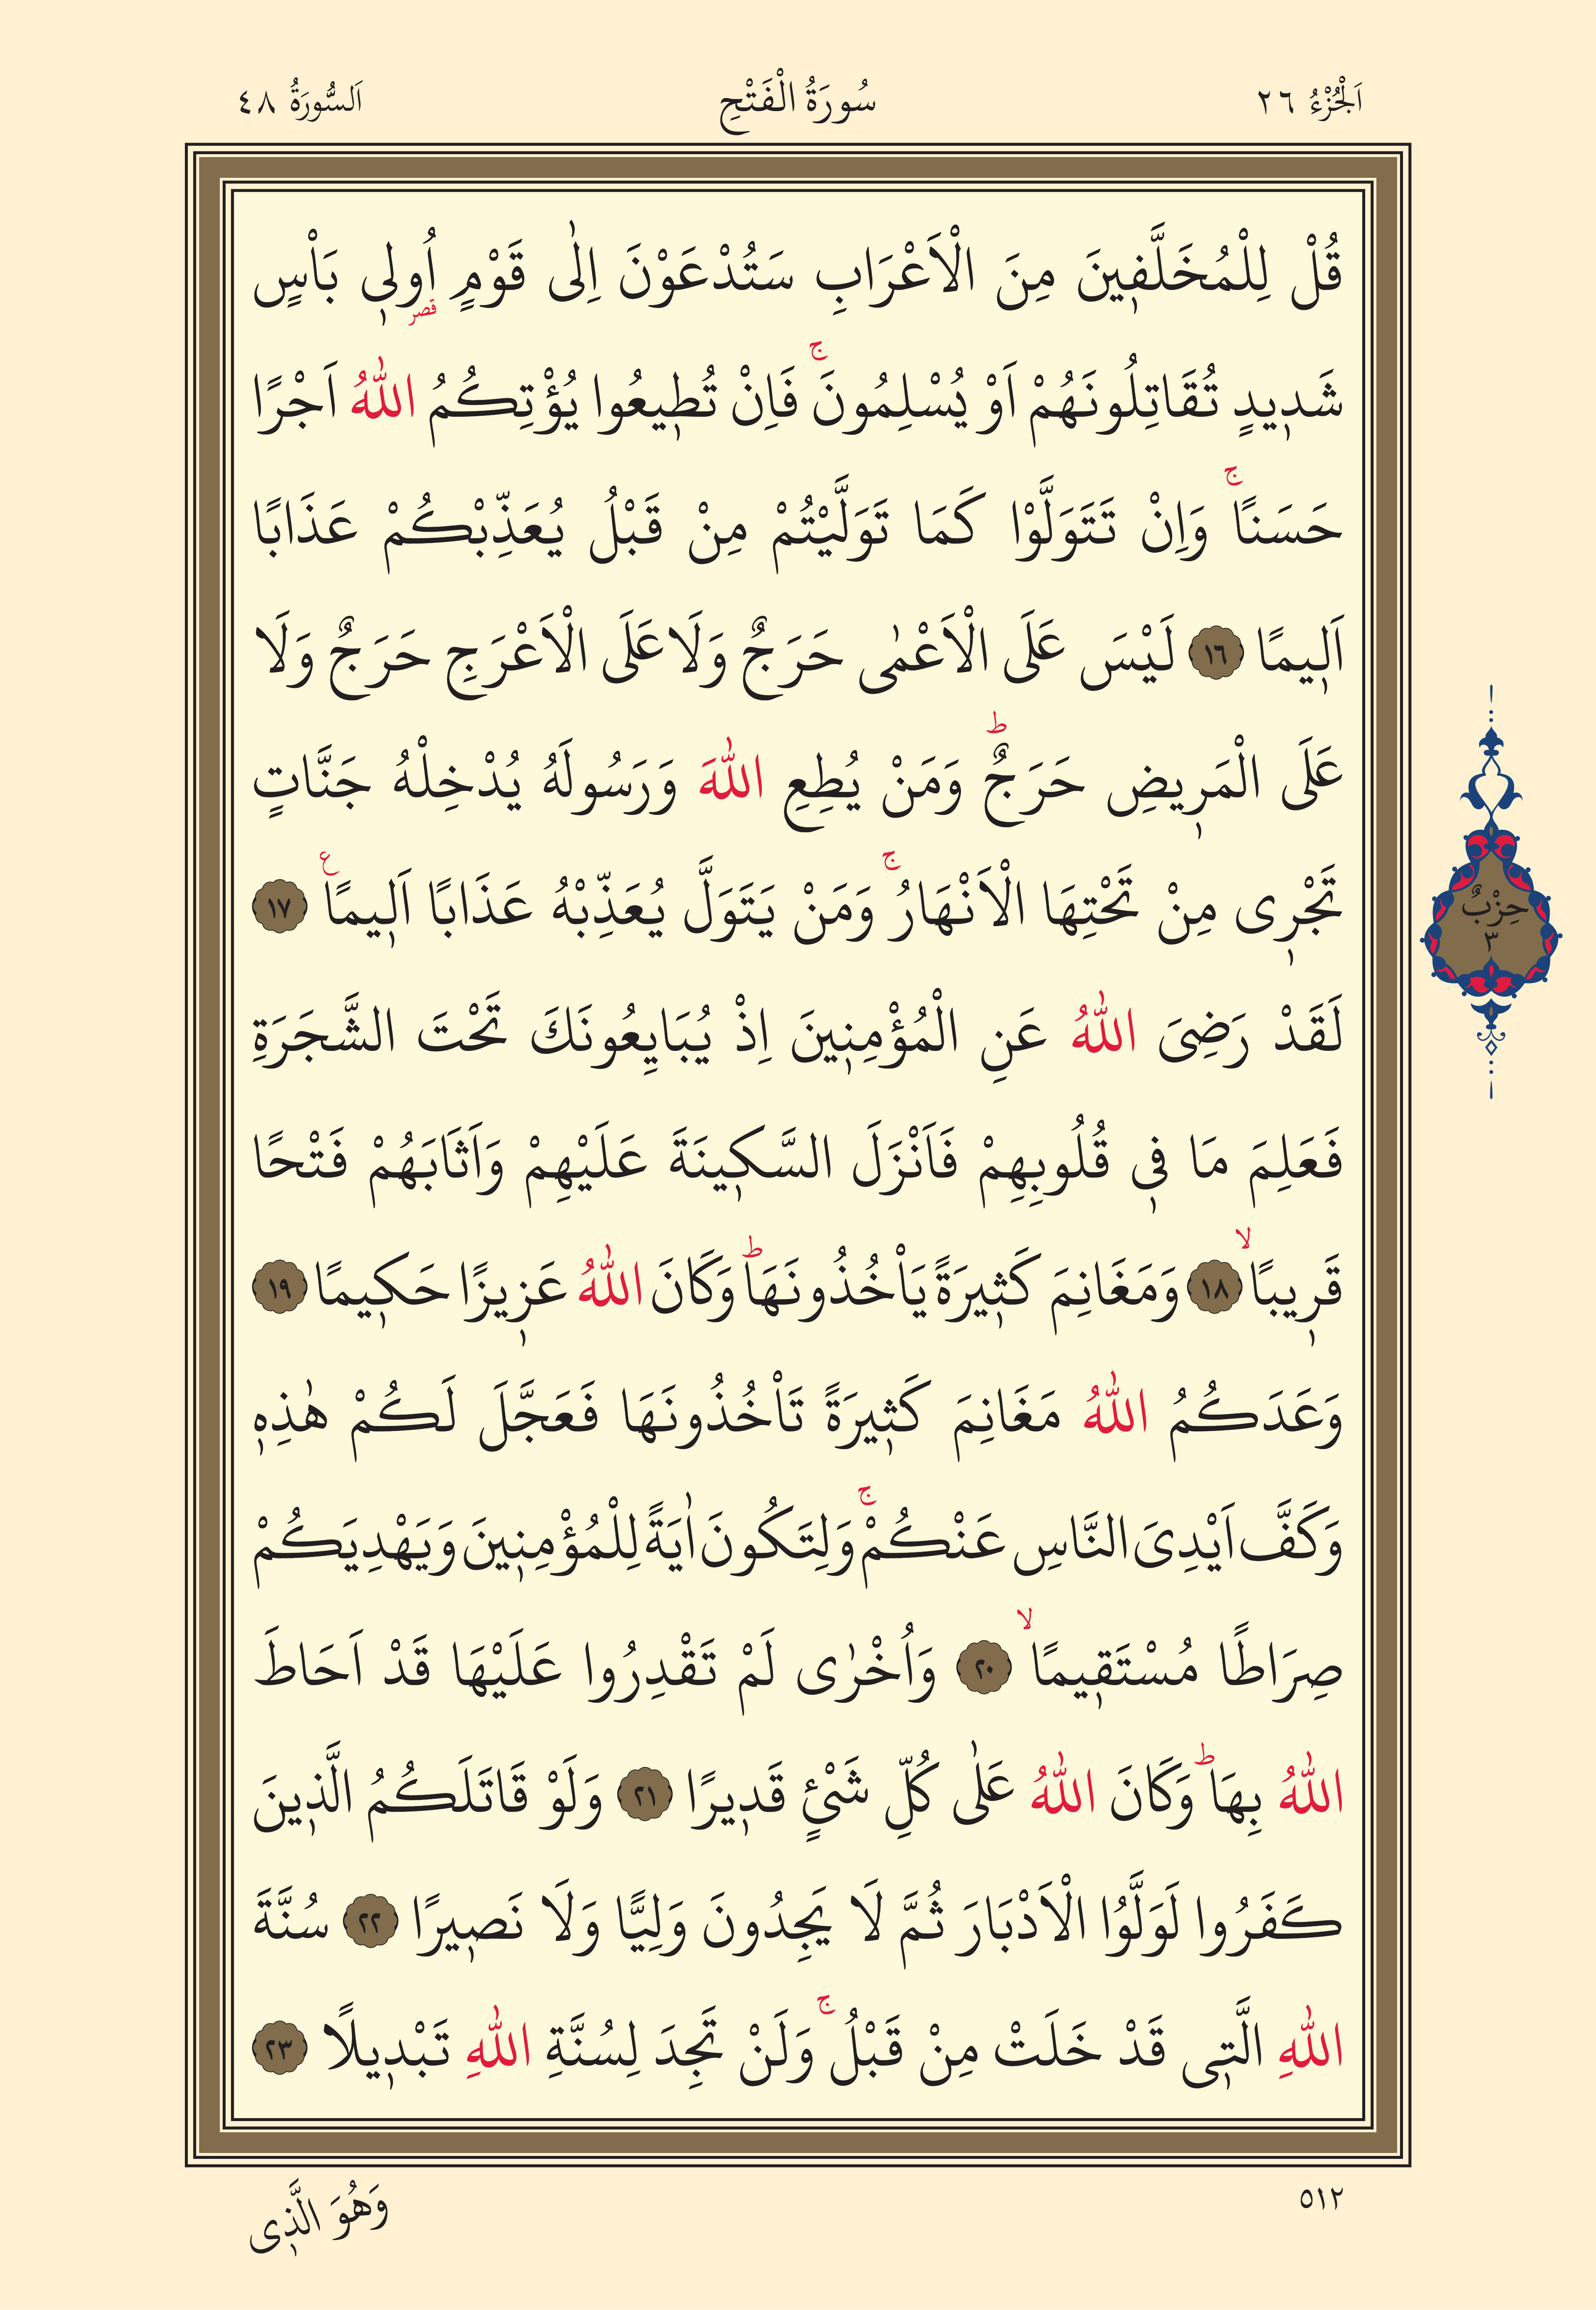 اَلْجُزْءُ ٢٦
سُورَةُ الْفَتْحِ
اَلسُّورَةُ ٤٨
قُلْ لِلْمُخَلَّفٖينَ مِنَ الْاَعْرَابِ سَتُدْعَوْنَ اِلٰى قَوْمٍ اُولٖى بَاْسٍ
قصر
شَدٖيدٍ تُقَاتِلُونَهُمْ اَوْ يُسْلِمُونَۚ فَاِنْ تُطٖيعُوا يُؤْتِكُمُ اللّٰهُ اَجْرًا
حَسَنًاۚ وَاِنْ تَتَوَلَّوْا كَمَا تَوَلَّيْتُمْ مِنْ قَبْلُ يُعَذِّبْكُمْ عَذَابًا
اَلٖيمًا ١٦ لَيْسَ عَلَى الْاَعْمٰى حَرَجٌ وَلَا عَلَى الْاَعْرَجِ حَرَجٌ وَلَا
عَلَى الْمَرٖيضِ حَرَجٌؕ وَمَنْ يُطِعِ اللّٰهَ وَرَسُولَهُ يُدْخِلْهُ جَنَّاتٍ
تَجْرٖى مِنْ تَحْتِهَا الْاَنْهَارُۚ وَمَنْ يَتَوَلَّ يُعَذِّبْهُ عَذَابًا اَلٖيمًا ع ١٧
لَقَدْ رَضِىَ اللّٰهُ عَنِ الْمُؤْمِنٖينَ اِذْ يُبَايِعُونَكَ تَحْتَ الشَّجَرَةِ
فَعَلِمَ مَا فٖى قُلُوبِهِمْ فَاَنْزَلَ السَّكٖينَةَ عَلَيْهِمْ وَاَثَابَهُمْ فَتْحًا
قَرٖيبًاۙ ١٨ وَمَغَانِمَ كَثٖيرَةً يَاْخُذُونَهَاؕ وَكَانَ اللّٰهُ عَزٖيزًا حَكٖيمًا ١٩
وَعَدَكُمُ اللّٰهُ مَغَانِمَ كَثٖيرَةً تَاْخُذُونَهَا فَعَجَّلَ لَكُمْ هٰذِهٖ
وَكَفَّ اَيْدِىَ النَّاسِ عَنْكُمْۚ وَلِتَكُونَ اٰيَةً لِلْمُؤْمِنٖينَ وَيَهْدِيَكُمْ
صِرَاطًا مُسْتَقٖيمًاۙ ٢٠ وَاُخْرٰى لَمْ تَقْدِرُوا عَلَيْهَا قَدْ اَحَاطَ
اللّٰهُ بِهَاؕ وَكَانَ اللّٰهُ عَلٰى كُلِّ شَیْءٍ قَدٖيرًا ٢١ وَلَوْ قَاتَلَكُمُ الَّذٖينَ
كَفَرُوا لَوَلَّوُا الْاَدْبَارَ ثُمَّ لَا يَجِدُونَ وَلِيًّا وَلَا نَصٖيرًا ٢٢ سُنَّةَ
اللّٰهِ الَّتٖى قَدْ خَلَتْ مِنْ قَبْلُۚ وَلَنْ تَجِدَ لِسُنَّةِ اللّٰهِ تَبْدٖيلًا ٢٣
حِزْبٌ
٣
٥١٢
وَهُوَ الَّذٖى